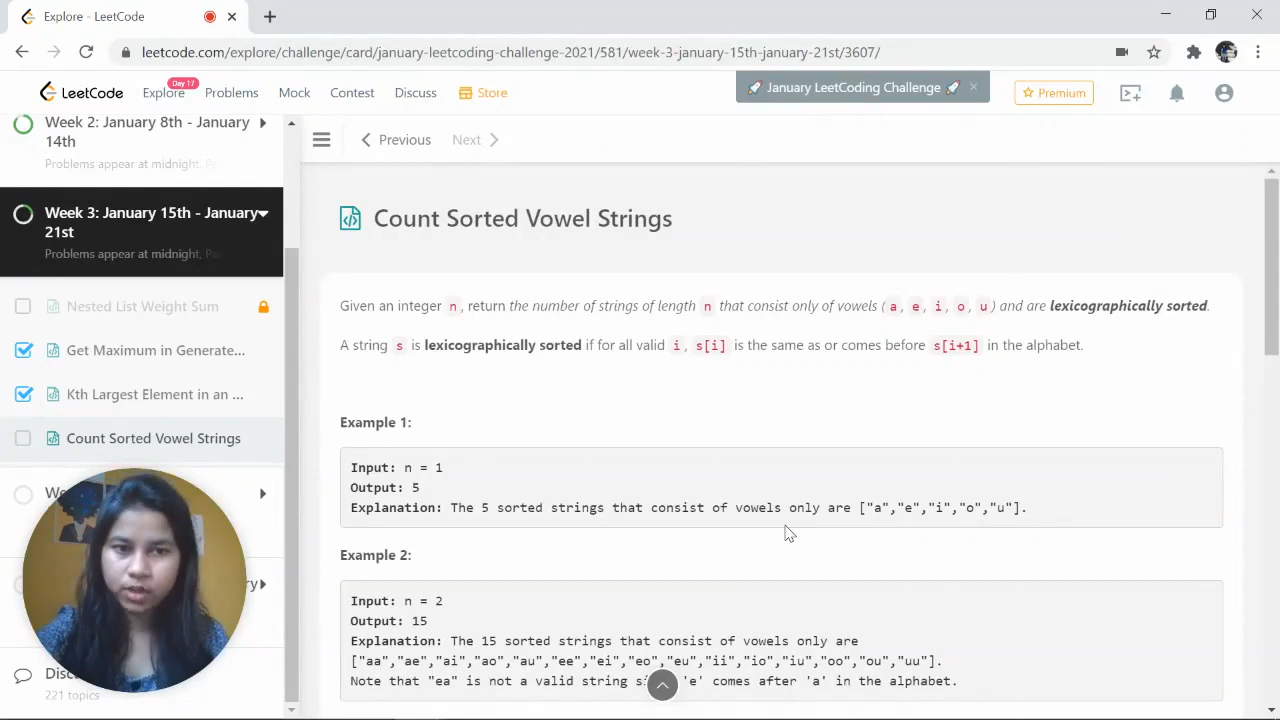 Explore - LeetCode
leetcode.com/explore/challenge/card/january-leetcoding-challenge-2021/581/week-3-january-15th-january-21st/3607/
LeetCode
Explore
Day 17
Problems
Mock
Contest
Discuss
Store
🚀 January LeetCoding Challenge 🚀 ×
Premium
Week 2: January 8th - January
14th
Problems appear at midnight,
Week 3: January 15th - January
21st
Problems appear at midnight,
Nested List Weight Sum
Get Maximum in Generate...
Kth Largest Element in an ...
Count Sorted Vowel Strings
221 topics
Previous
Next
Count Sorted Vowel Strings
Given an integer n, return the number of strings of length n that consist only of vowels (a, e, i, o, u) and are lexicographically sorted.
A string s is lexicographically sorted if for all valid i, s[i] is the same as or comes before s[i+1] in the alphabet.
Example 1:
Input: n = 1
Output: 5
Explanation: The 5 sorted strings that consist of vowels only are ["a","e","i","o","u"].
Example 2:
Input: n = 2
Output: 15
Explanation: The 15 sorted strings that consist of vowels only are
["aa","ae","ai","ao","au","ee","ei","eo","eu","ii","io","iu","oo","ou","uu"].
Note that "ea" is not a valid string 'e' comes after 'a' in the alphabet.